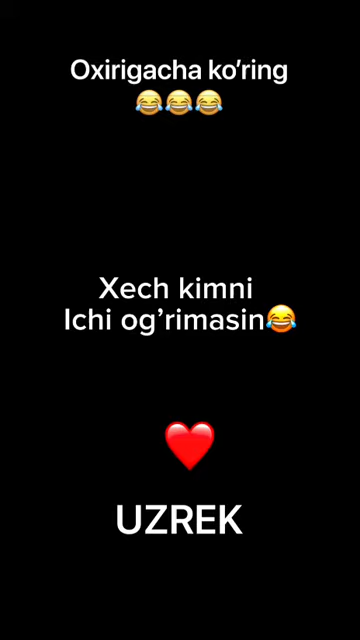 Oxirigacha ko‘ring
😂😂😂
Xech kimni
Ichi og’rimasin😂
❤️
UZREK